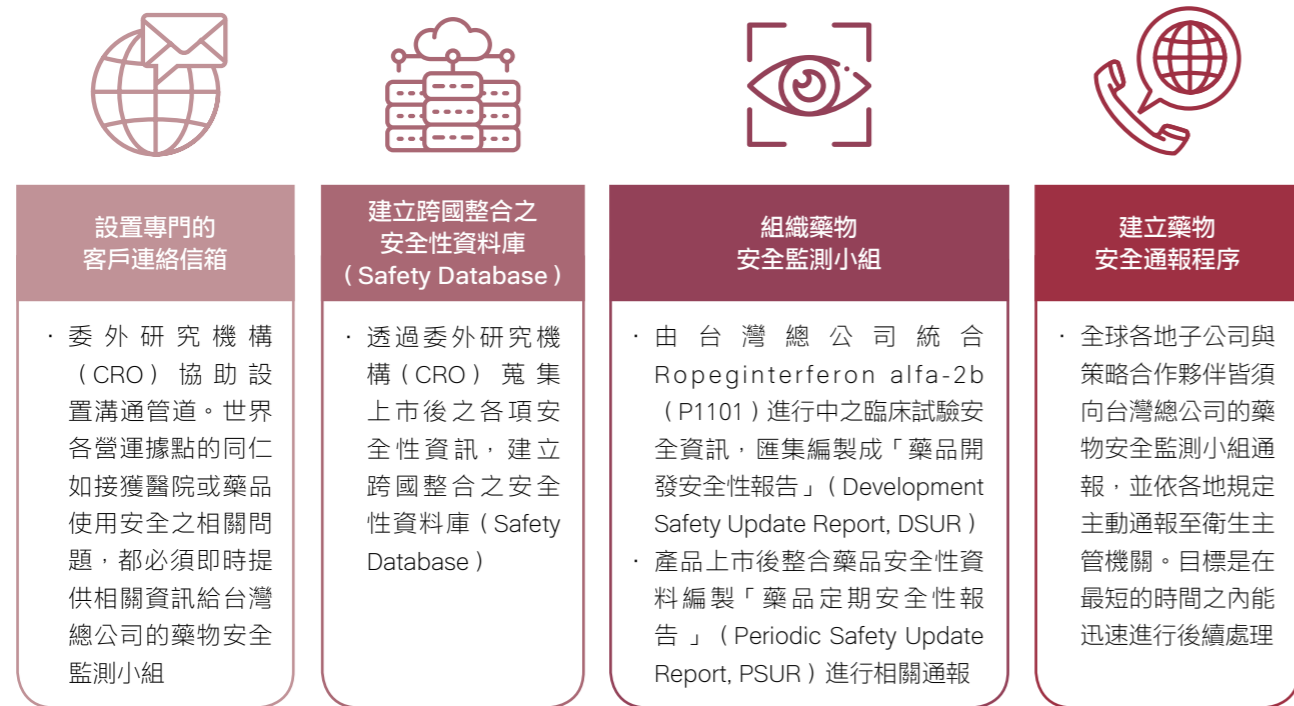 設置專門的
客戶連絡信箱
· 委外研究機構
（CRO）協助設
置溝通管道。世界
各營運據點的同仁
如接獲醫院或藥品
使用安全之相關問
題，都必須即時提
供相關資訊給台灣
總公司的藥物安全
監測小組
建立跨國整合之
安全性資料庫
（Safety Database）
· 透過委外研究機
構（CRO）蒐集
上市後之各項安
全性資訊，建立
跨國整合之安全
性資料庫（Safety
Database）
組織藥物
安全監測小組
· 由台灣總公司統合
Ropeginterferon alfa-2b
（P1101）進行中之臨床試驗安
全資訊，匯集編製成「藥品開
發安全性報告」（Development
Safety Update Report, DSUR）
· 產品上市後整合藥品安全性資
料編製「藥品定期安全性報
告」（Periodic Safety Update
Report, PSUR）進行相關通報
建立藥物
安全通報程序
· 全球各地子公司與
策略合作夥伴皆須
向台灣總公司的藥
物安全監測小組通
報，並依各地規定
主動通報至衛生主
管機關。目標是在
最短的時間之內能
迅速進行後續處理